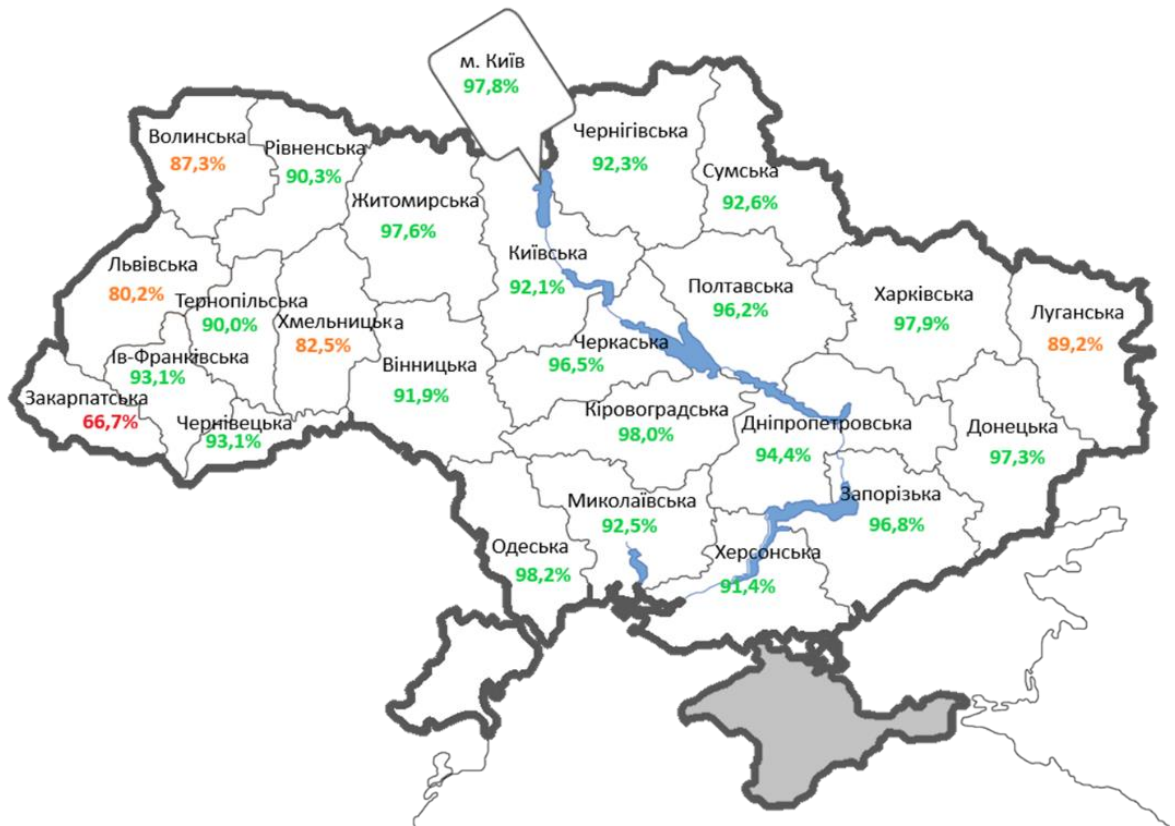 м. Київ
97,8%
Чернігівська
92,3%
Волинська
87,3%
Рівненська
90,3%
Сумська
92,6%
Житомирська
97,6%
Київська
92,1%
Львівська
80,2%
Тернопільська
90,0%
Хмельницька
82,5%
Полтавська
96,2%
Харківська
97,9%
Луганська
89,2%
Черкаська
96,5%
Ів-Франківська
93,1%
Вінницька
91,9%
Закарпатська
66,7%
Чернівецька
93,1%
Кіровоградська
98,0%
Дніпропетровська
94,4%
Донецька
97,3%
Миколаївська
92,5%
Запорізька
96,8%
Одеська
98,2%
Херсонська
91,4%